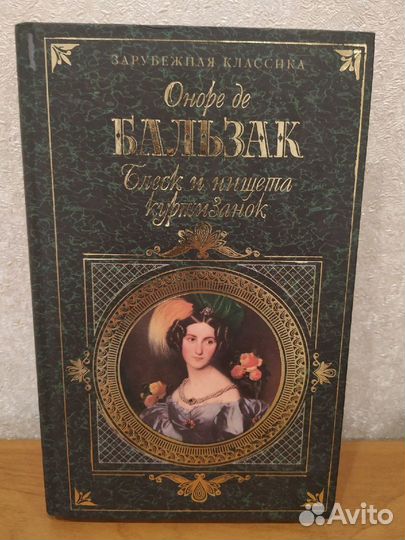 ЗАРУБЕЖНАЯ КЛАССИКА
Оноре де
БАЛЬЗАК
Блеск и нищета
куртизанок
Avito